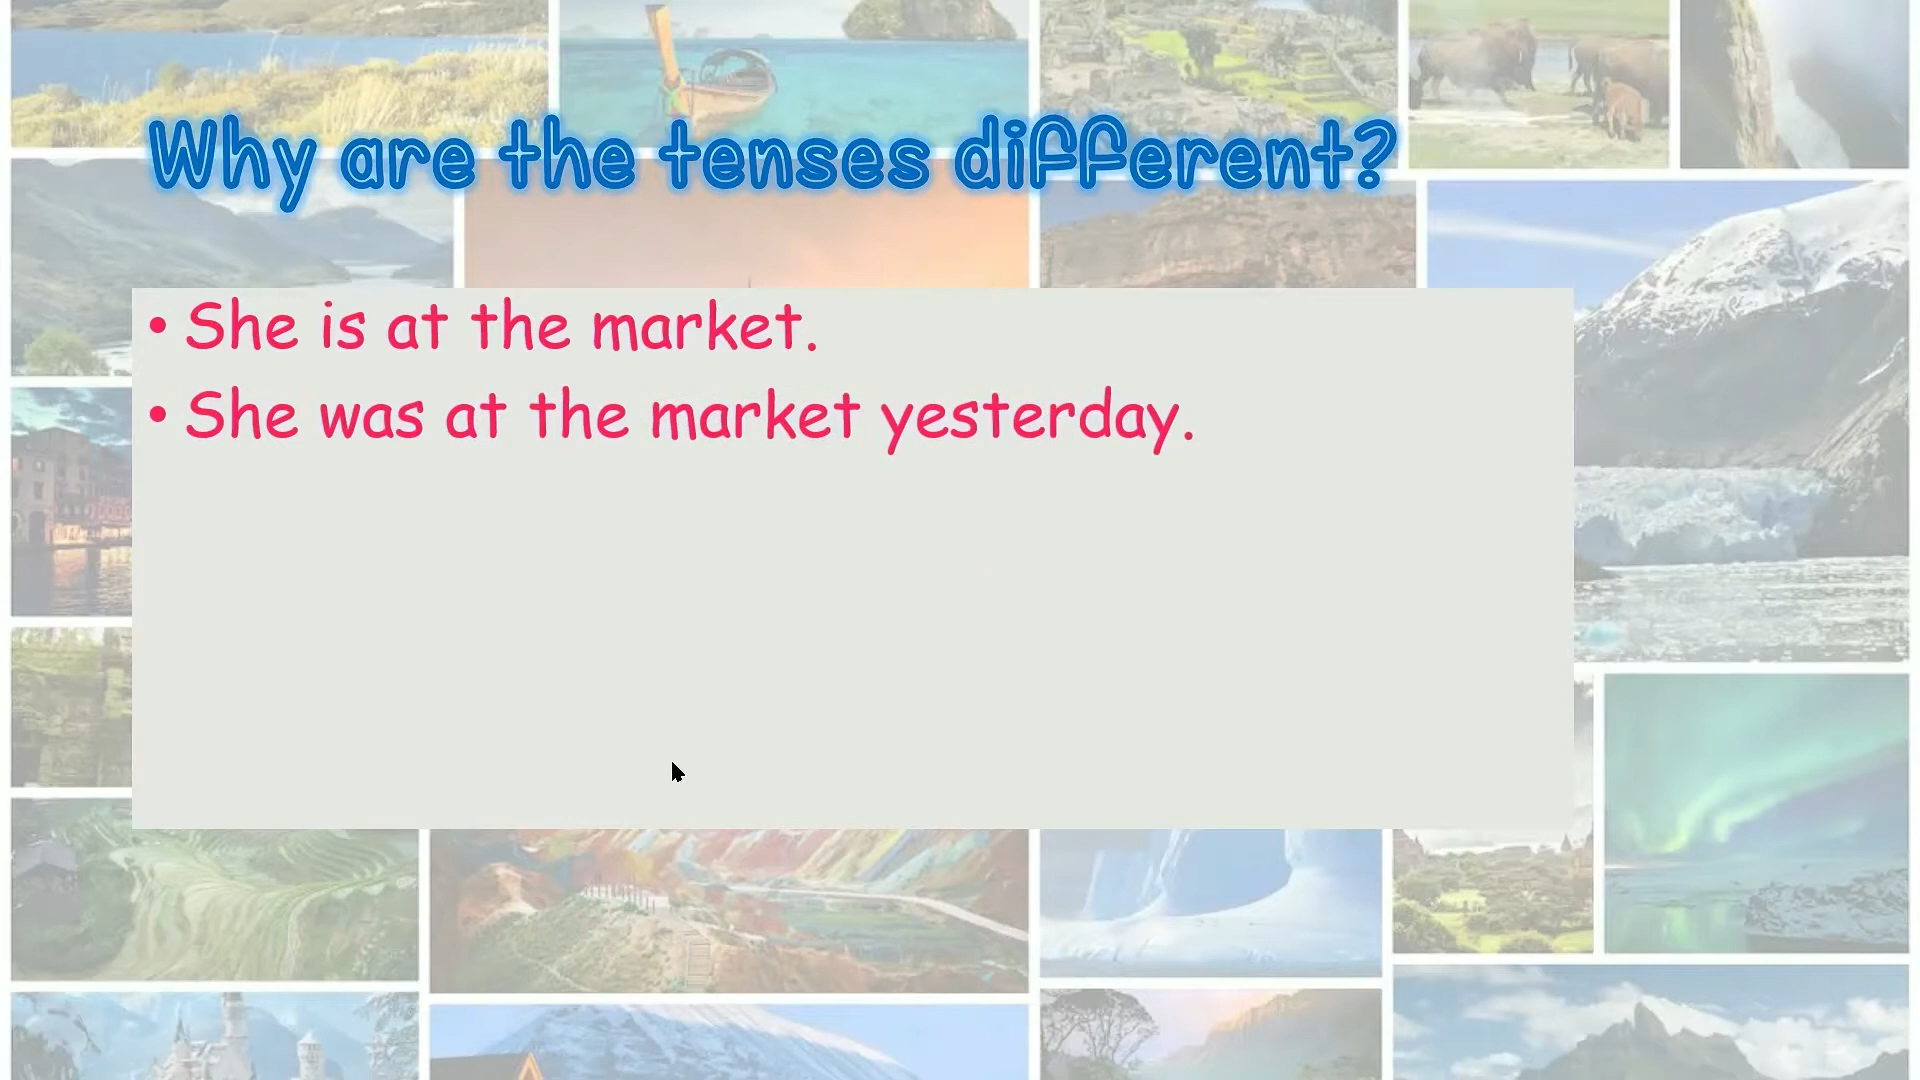 Why are the tenses different?
• She is at the market.
• She was at the market yesterday.